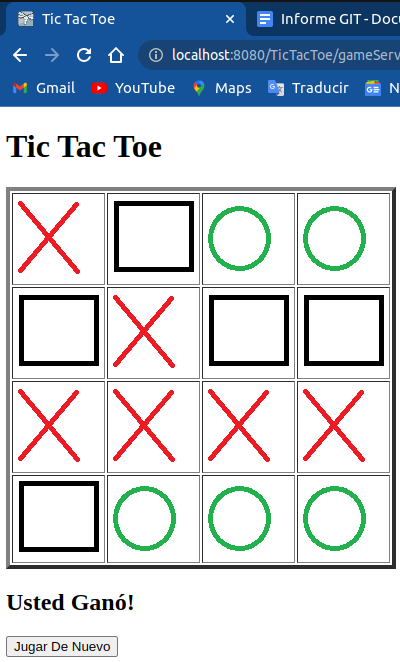 Tic Tac Toe
Informe GIT - Docu
localhost:8080/TicTacToe/gameServ
Gmail YouTube Maps Traducir N
Tic Tac Toe
Usted Ganó!
Jugar De Nuevo